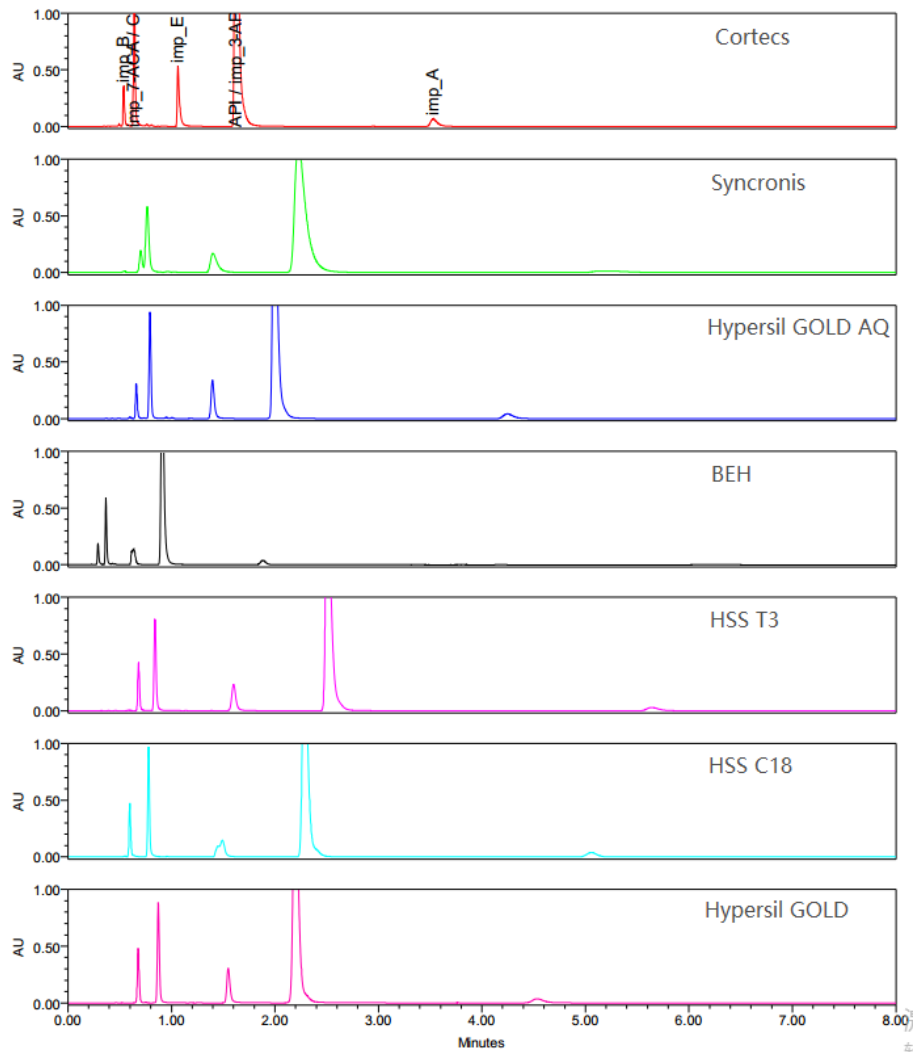 1.00
0.50
0.00
AU
imp_B
imp_7-ACA / C
imp_E
API / imp_3-AP
imp_A
Cortecs
1.00
0.50
0.00
AU
Syncronis
1.00
0.50
0.00
AU
Hypersil GOLD AQ
1.00
0.50
0.00
AU
BEH
1.00
0.50
0.00
AU
HSS T3
1.00
0.50
0.00
AU
HSS C18
1.00
0.50
0.00
AU
Hypersil GOLD
0.00 1.00 2.00 3.00 4.00 5.00 6.00 7.00 8.00
Minutes